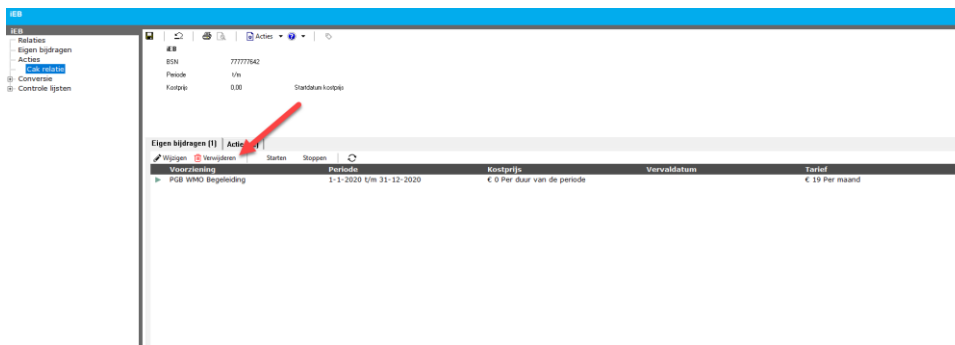 iEB
iEB
Relaties
Eigen bijdragen
Acties
Cak relatie
Conversie
Controle lijsten
Acties
iEB
BSN 777777642
Periode t/m
Kostprijs 0,00 Startdatum kostprijs
Eigen bijdragen (1)
Wijzigen Verwijderen Starten Stoppen
Voorziening Periode Kostprijs Vervaldatum Tarief
PGB WMO Begeleiding 1-1-2020 t/m 31-12-2020 € 0 Per duur van de periode € 19 Per maand